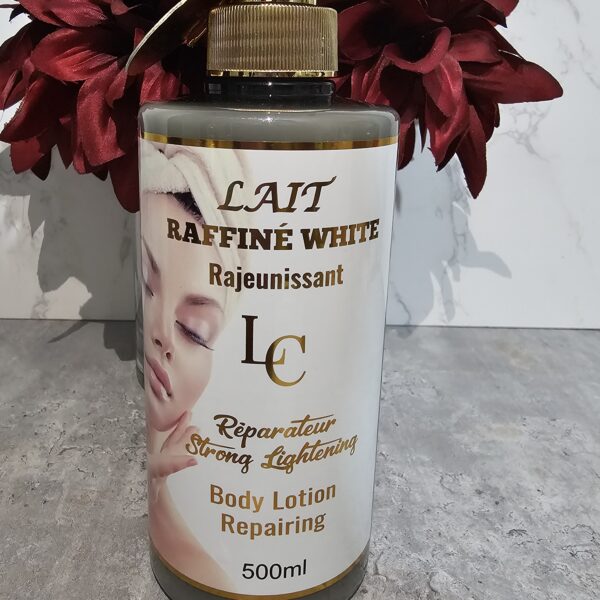 LAIT
RAFFINÉ WHITE
Rajeunissant
LC
Réparateur
Strong Lightening
Body Lotion
Repairing
500ml